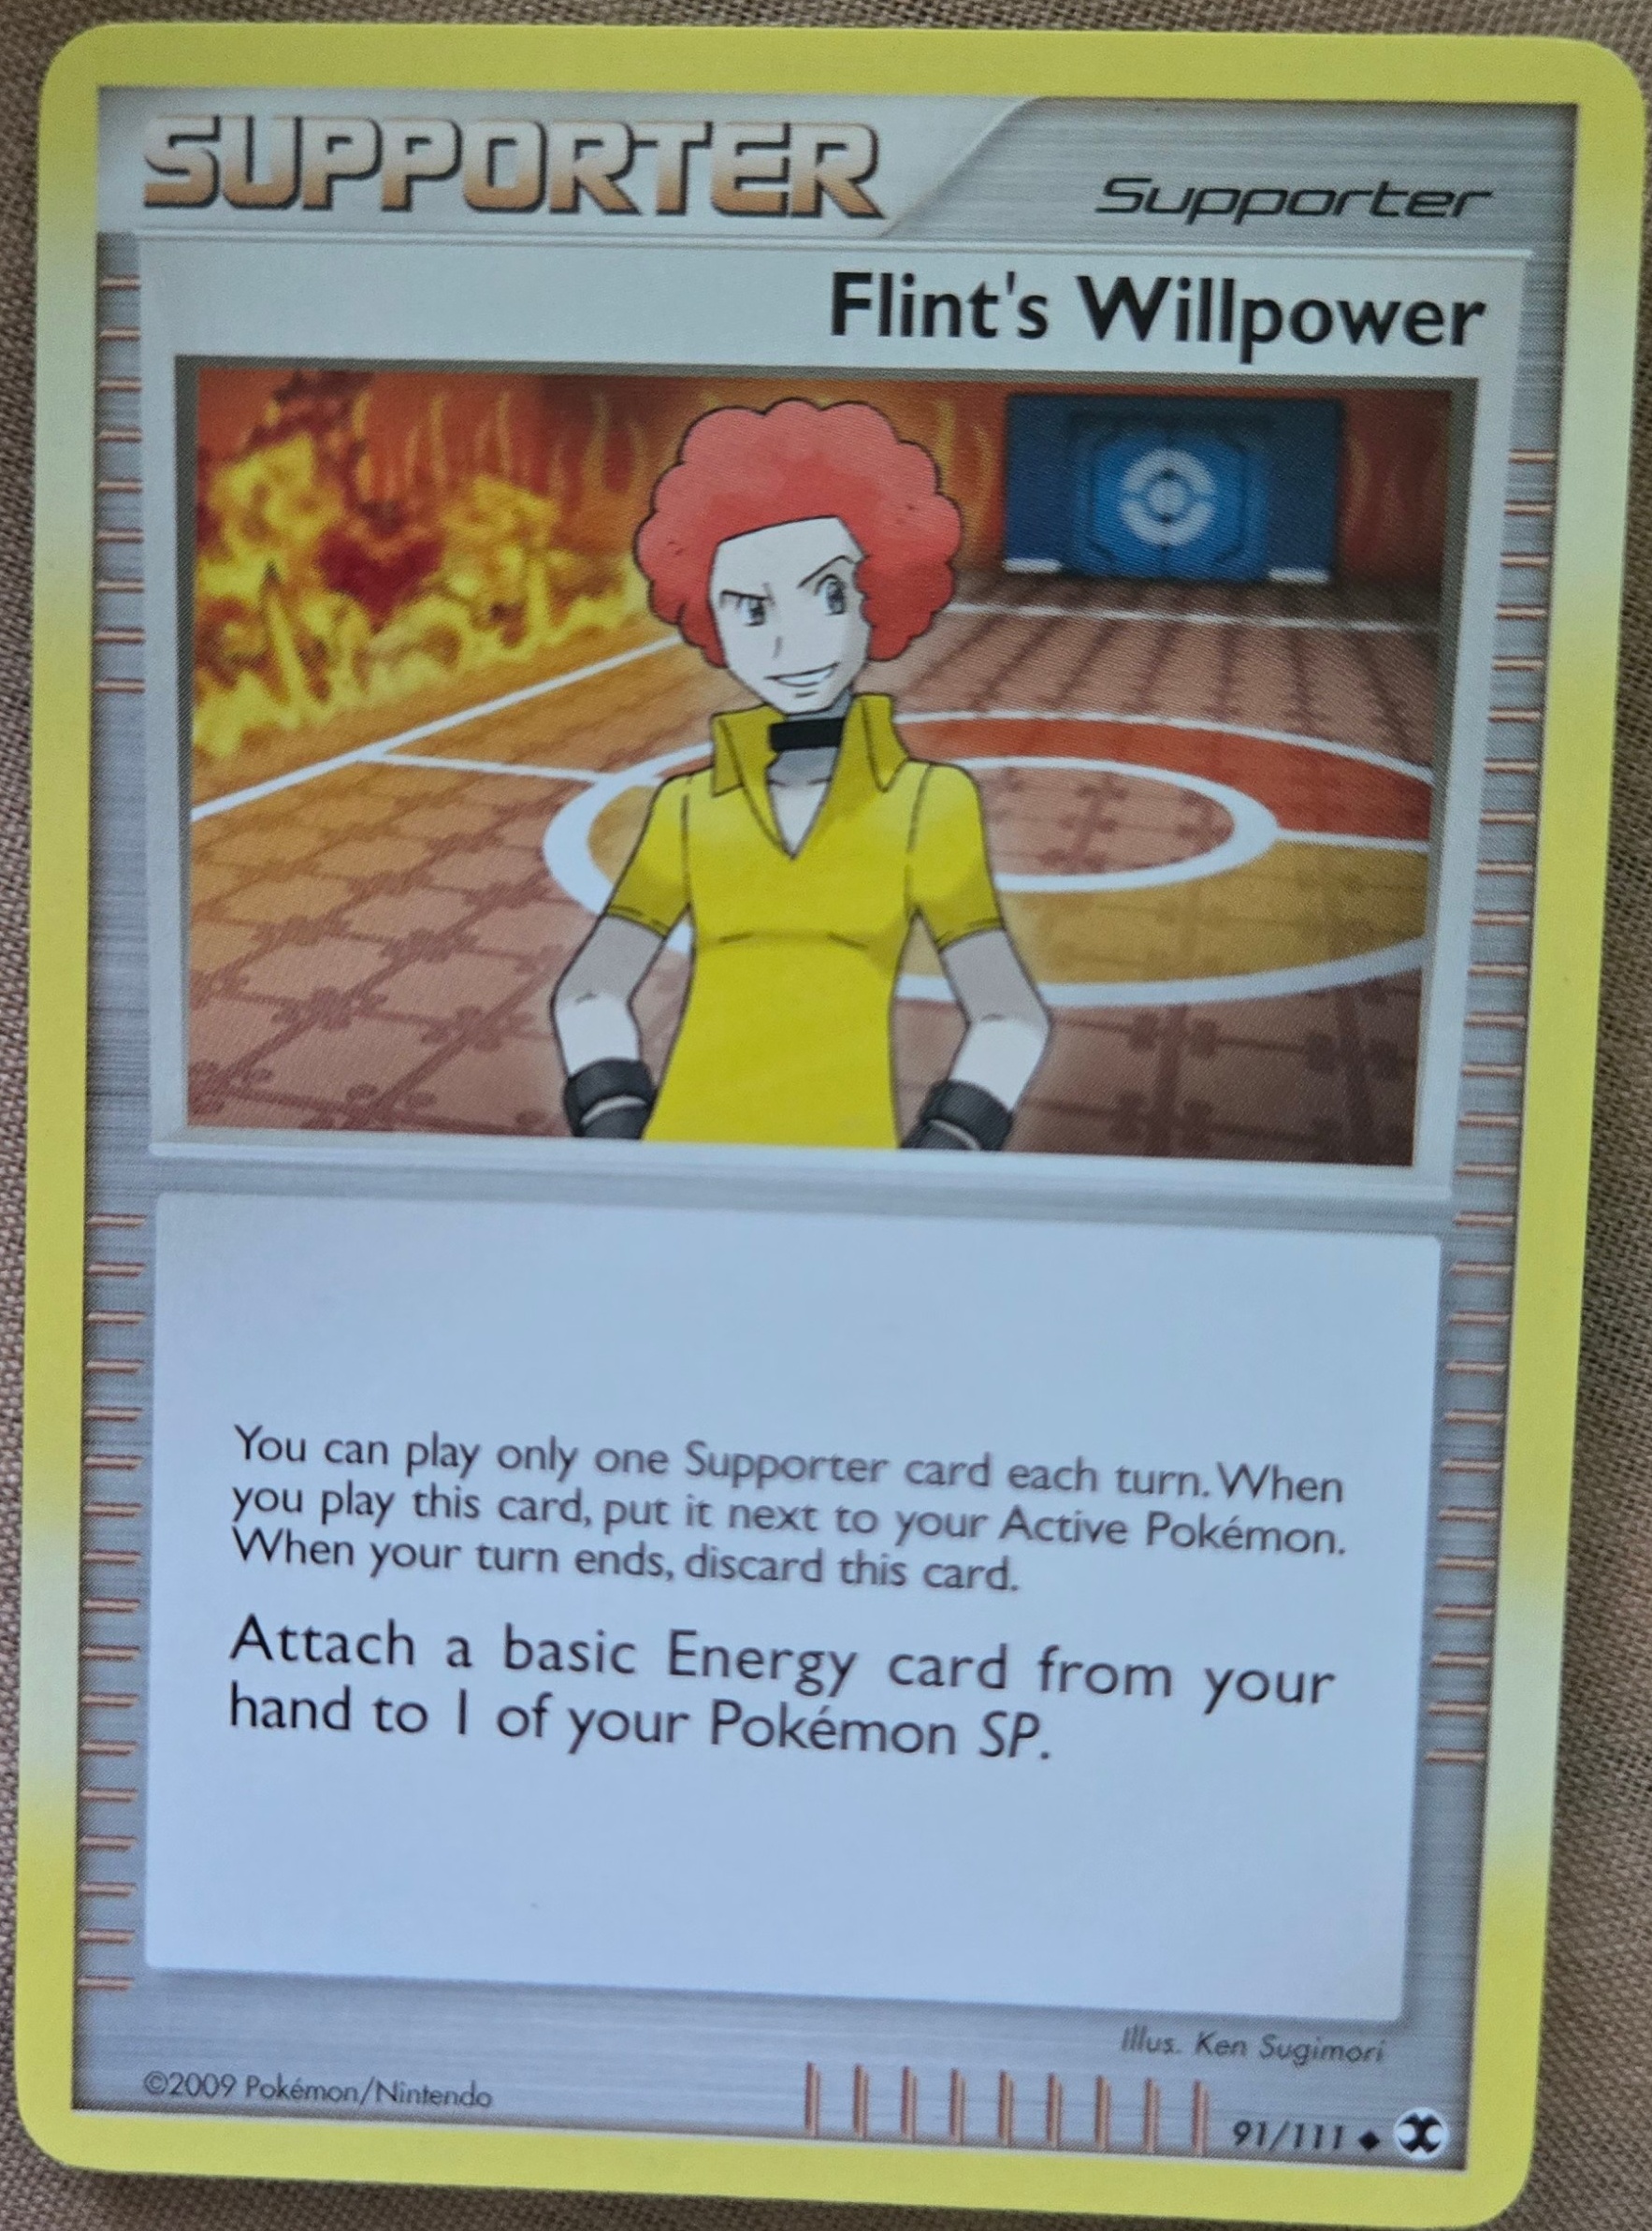 SUPPORTER
Supporter
Flint's Willpower
You can play only one Supporter card each turn. When
you play this card, put it next to your Active Pokémon.
When your turn ends, discard this card.
Attach a basic Energy card from your
hand to 1 of your Pokémon SP.
Illus. Ken Sugimori
©2009 Pokémon/Nintendo
91/111